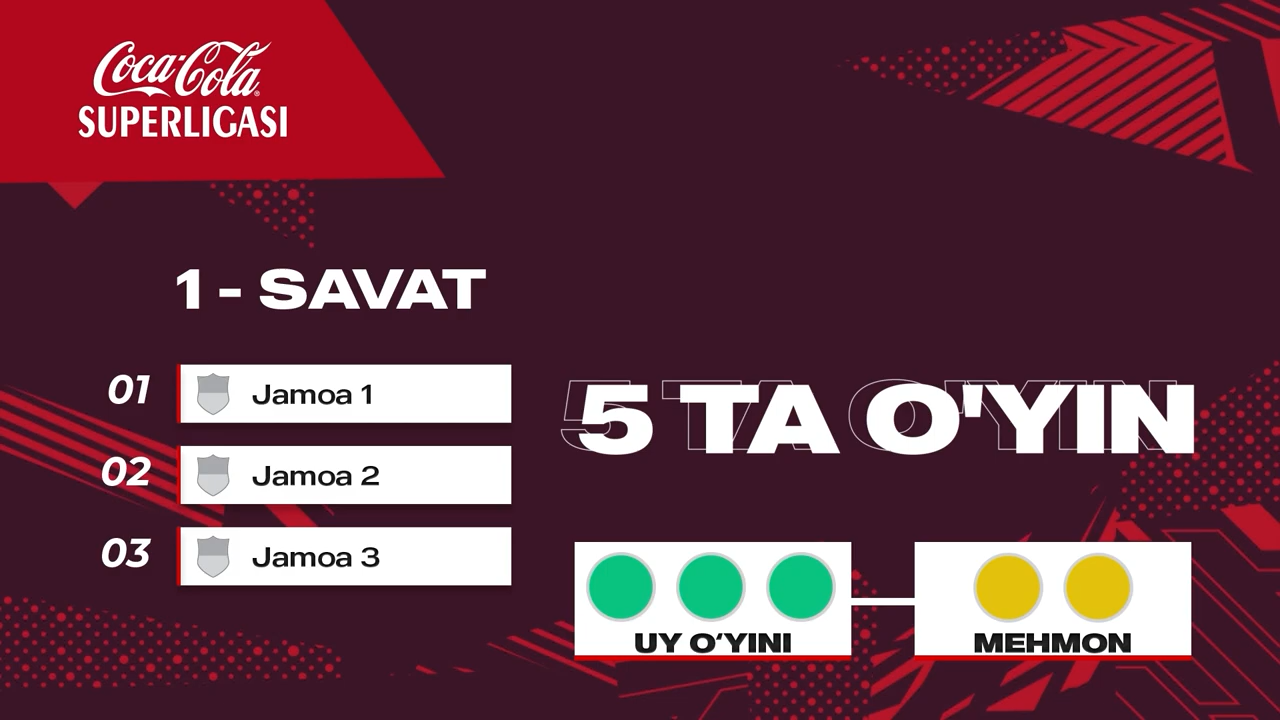 Coca-Cola
SUPERLIGASI
1 - SAVAT
01 Jamoa 1
02 Jamoa 2
03 Jamoa 3
5 TA O'YIN
UY O‘YINI
MEHMON